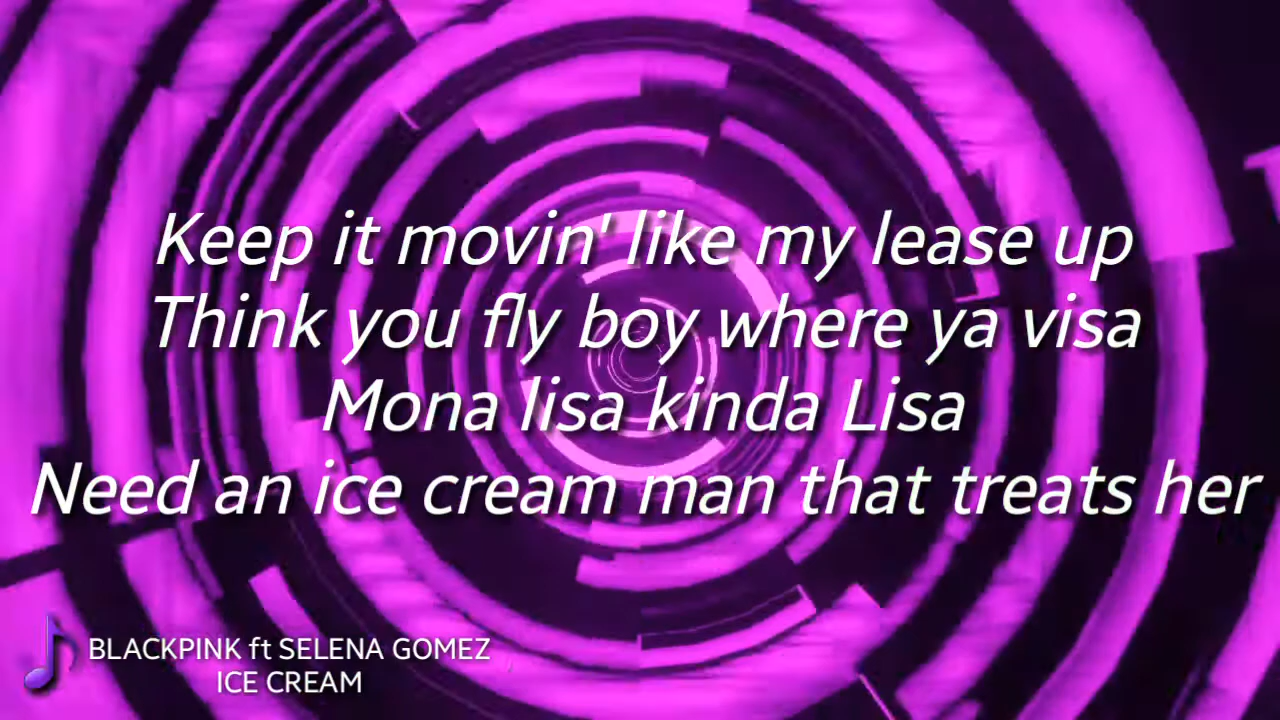 Keep it movin' like my lease up
Think you fly boy where ya visa
Mona lisa kinda Lisa
Need an ice cream man that treats her
BLACKPINK ft SELENA GOMEZ
ICE CREAM